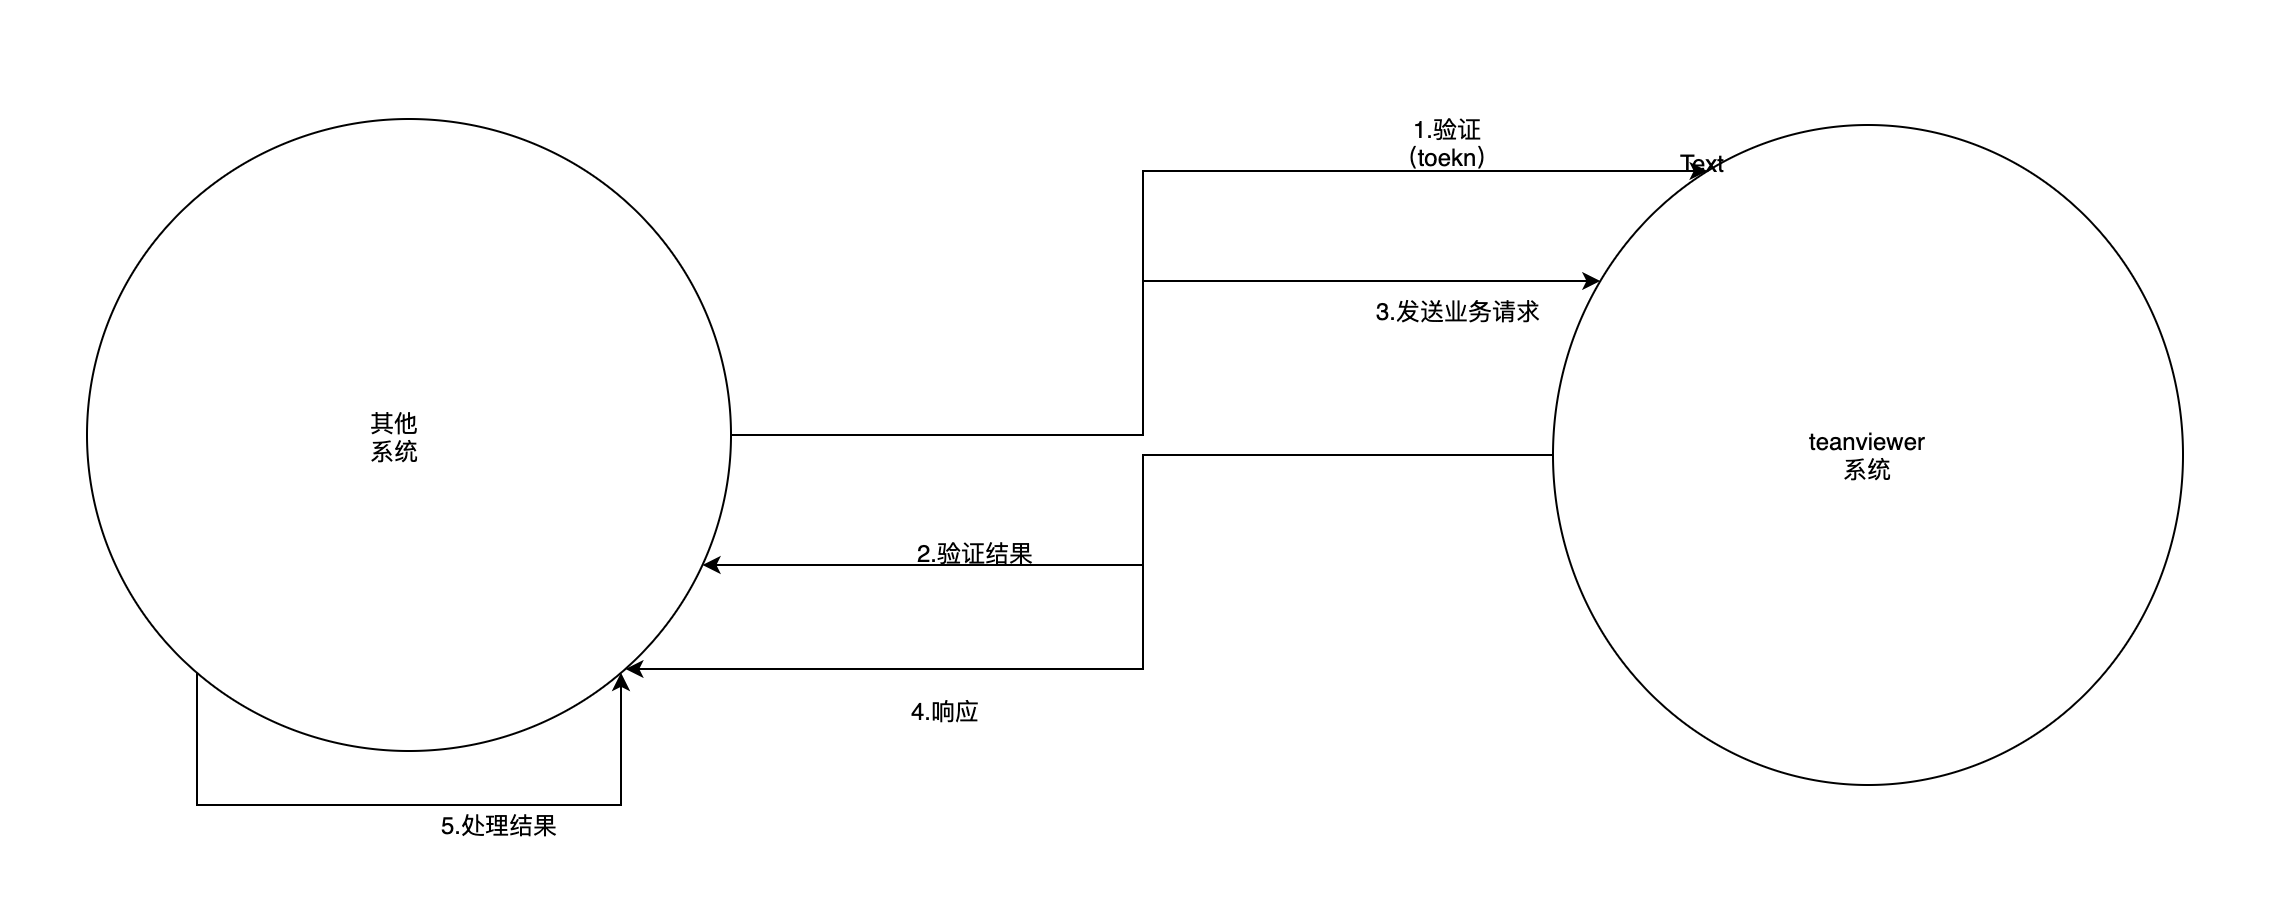 1.验证
(toekn)
Text
3.发送业务请求
其他
系统
teanviewer
系统
2.验证结果
4.响应
5.处理结果